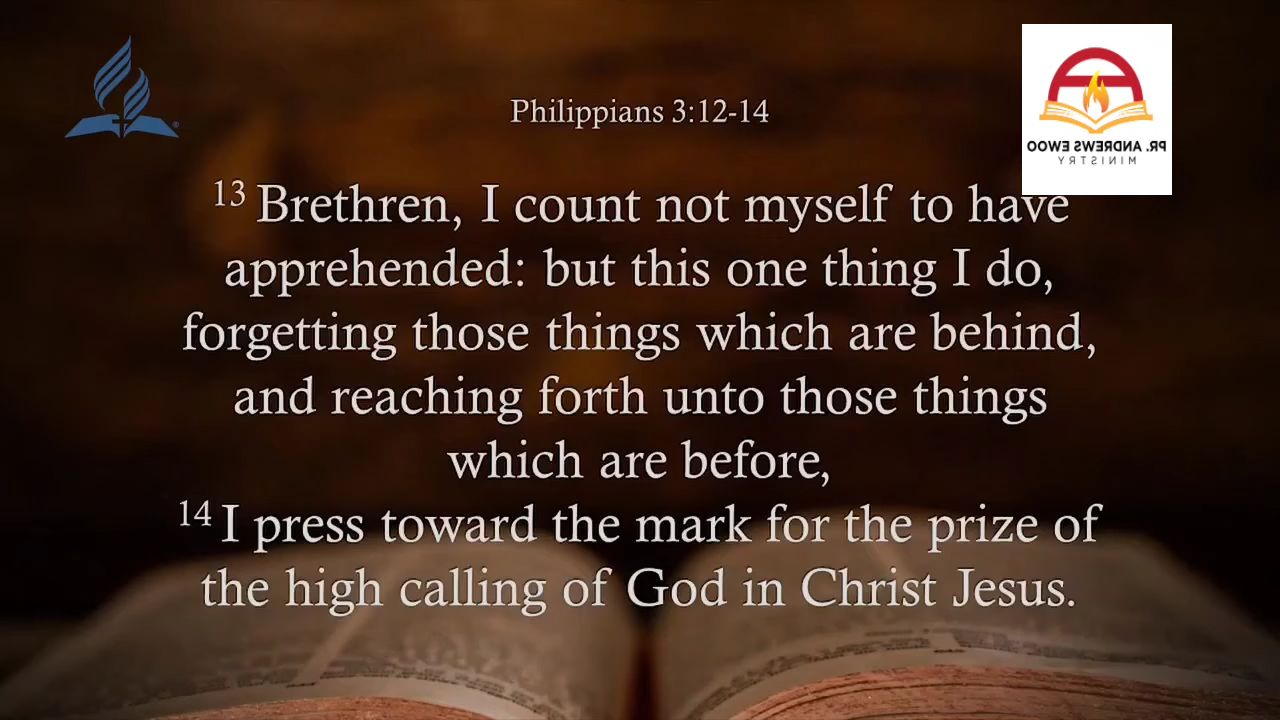 Philippians 3:12-14
PR. ANDREWS EWOO
MINISTRY
13 Brethren, I count not myself to have
apprehended: but this one thing I do,
forgetting those things which are behind,
and reaching forth unto those things
which are before,
14 I press toward the mark for the prize of
the high calling of God in Christ Jesus.